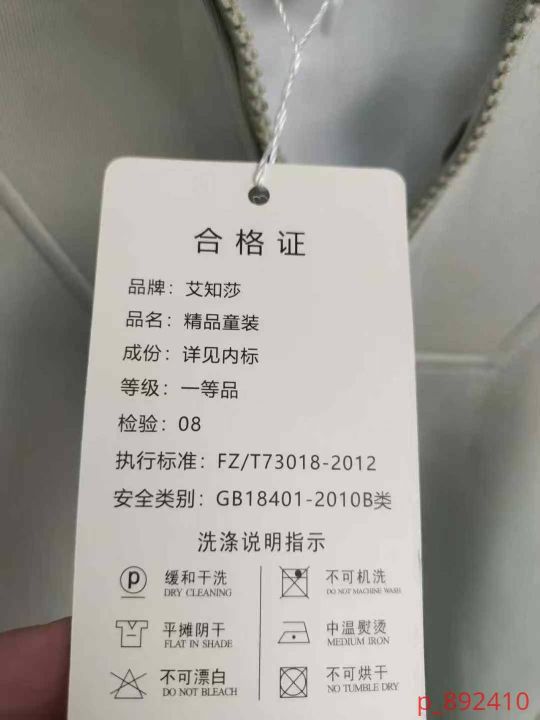 合格证
品牌：艾知莎
品名：精品童装
成份：详见内标
等级：一等品
检验：08
执行标准：FZ/T73018-2012
安全类别：GB18401-2010B类
洗涤说明指示
P 缓和干洗
DRY CLEANING
不可机洗
DO NOT MACHINE WASH
平摊阴干
FLAT IN SHADE
中温熨烫
MEDIUM IRON
不可漂白
DO NOT BLEACH
不可烘干
NO TUMBLE DRY
p_892410